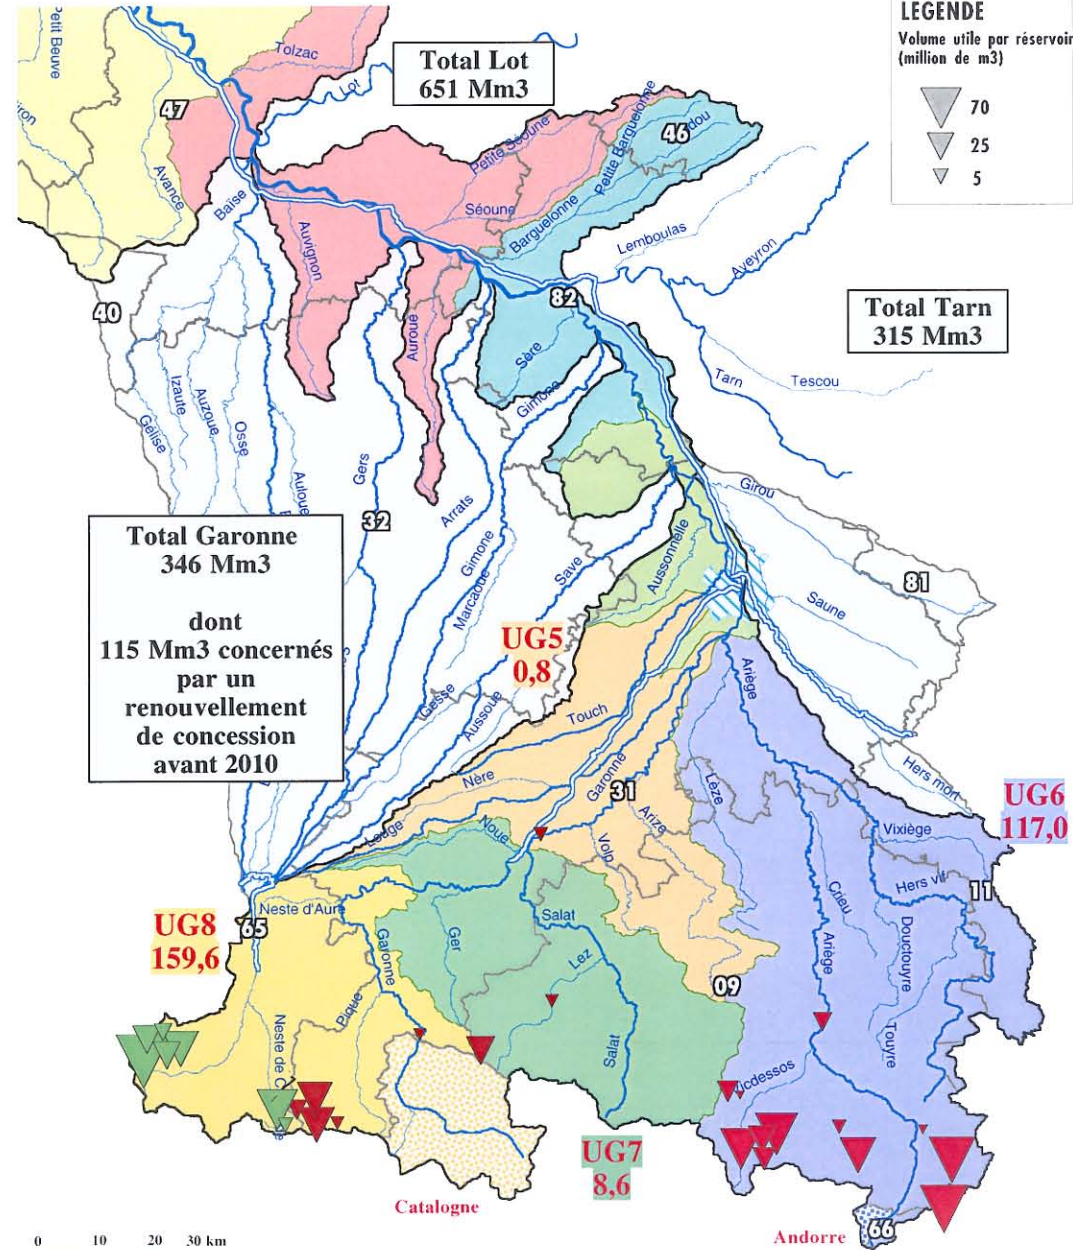 LEGENDE
Volume utile par réservoir
(million de m3)
70
25
5
Total Lot
651 Mm3
Petit Beuve
Tolzac
Lot
47
46
Avance
Baïse
Petite Séoune
Petite Barguelonne
Séoune
Barguelonne
Lemboulas
Aveyron
Auvignon
40
82
Total Tarn
315 Mm3
Auroue
Sère
Gimone
Tarn
Tescou
Izaute
Auzoue
Gélise
Osse
Auloue
Gers
32
Arrats
Gimone
Marcaoue
Save
Aussonnelle
Girou
81
Saune
Total Garonne
346 Mm3
dont
115 Mm3 concernés
par un
renouvellement
de concession
avant 2010
UG5
0,8
Gesse
Aussoue
Touch
Ariège
Nère
Garonne
31
Louge
Noue
Volp
Arize
Lèze
Hers mort
UG6
117,0
Vixiège
Hers vif
11
Crieu
Douctouyre
Ariège
Touyre
09
UG8
159,6
65
Neste d'Aure
Garonne
Ger
Salat
Lez
Salat
Pique
Neste de
UG7
8,6
Catalogne
Andorre
66
0 10 20 30 km